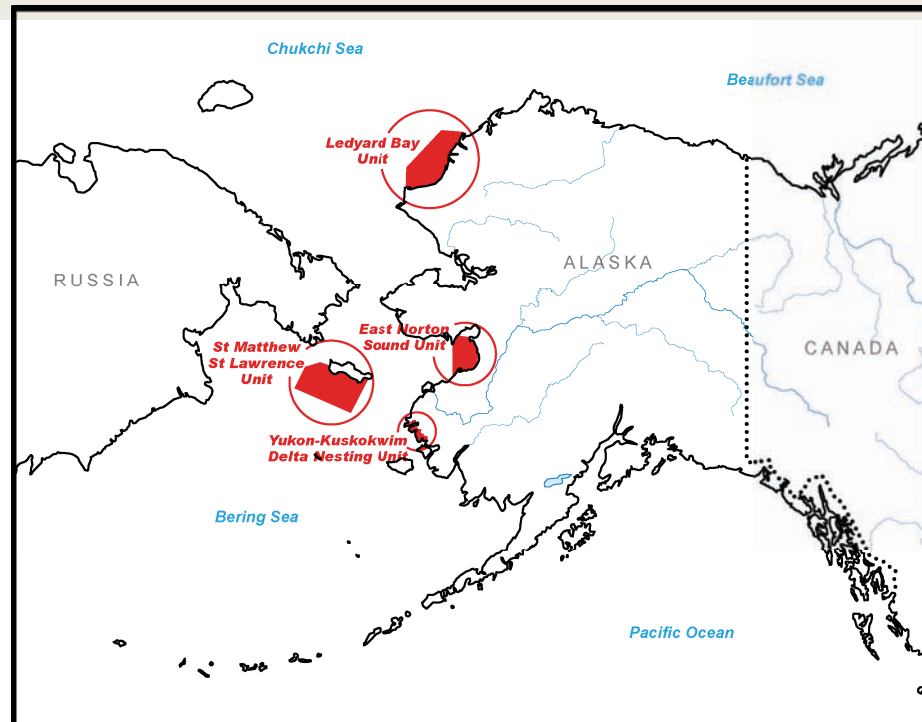 Chukchi Sea
Beaufort Sea
Ledyard Bay
Unit
ALASKA
RUSSIA
East Norton
Sound Unit
St Matthew
St Lawrence
Unit
CANADA
Yukon-Kuskokwim
Delta Nesting Unit
Bering Sea
Pacific Ocean